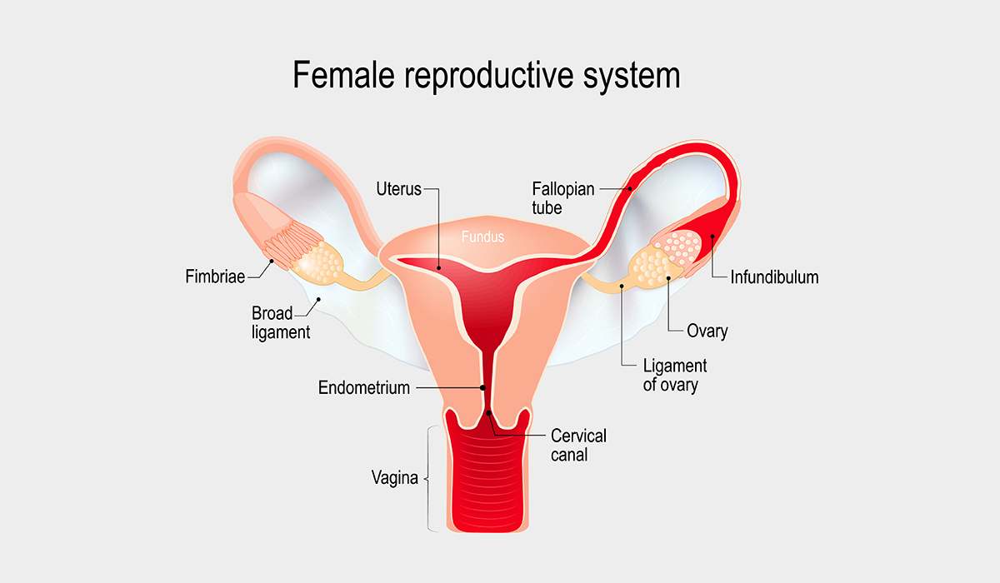 Female reproductive system
Uterus
Fallopian
tube
Fundus
Fimbriae
Infundibulum
Broad
ligament
Ovary
Ligament
of ovary
Endometrium
Cervical
canal
Vagina